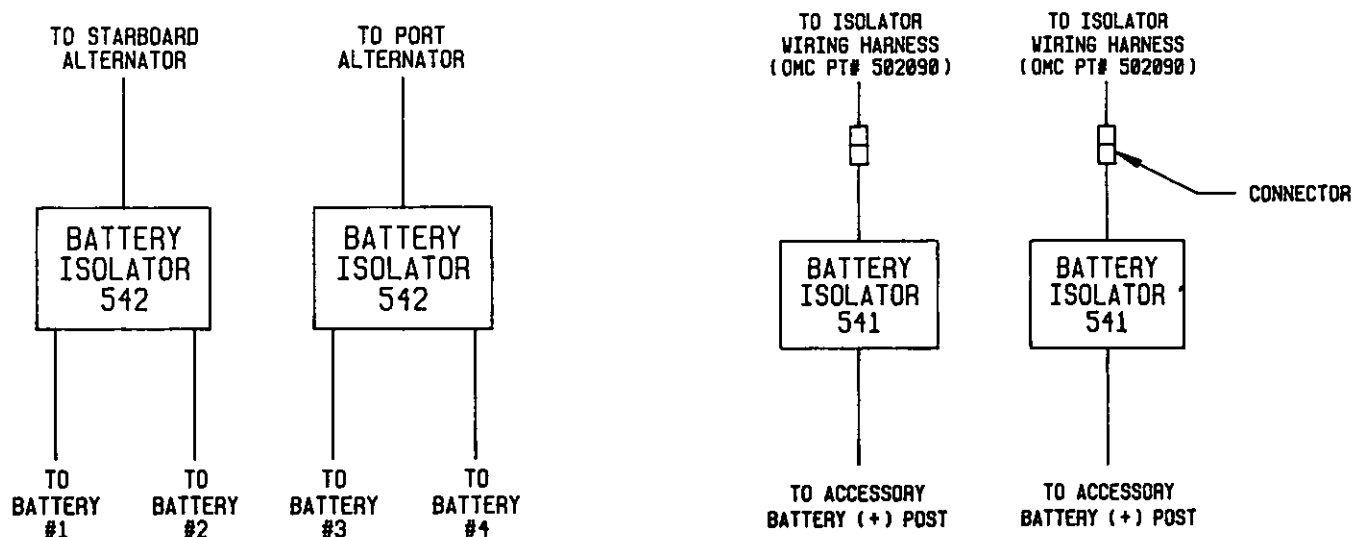 TO STARBOARD
ALTERNATOR
TO PORT
ALTERNATOR
TO ISOLATOR
WIRING HARNESS
(OMC PT# 502090)
TO ISOLATOR
WIRING HARNESS
(OMC PT# 502090)
CONNECTOR
BATTERY
ISOLATOR
542
BATTERY
ISOLATOR
542
BATTERY
ISOLATOR
541
BATTERY
ISOLATOR
541
TO
BATTERY
#1
TO
BATTERY
#2
TO
BATTERY
#3
TO
BATTERY
#4
TO ACCESSORY
BATTERY (+) POST
TO ACCESSORY
BATTERY (+) POST